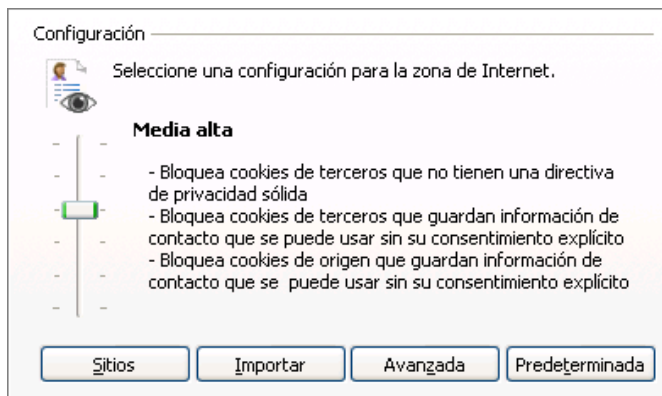 Configuración
Seleccione una configuración para la zona de Internet.
Media alta
- Bloquea cookies de terceros que no tienen una directiva
de privacidad sólida
- Bloquea cookies de terceros que guardan información de
contacto que se puede usar sin su consentimiento explícito
- Bloquea cookies de origen que guardan información de
contacto que se puede usar sin su consentimiento explícito
Sitios
Importar
Avanzada
Predeterminada